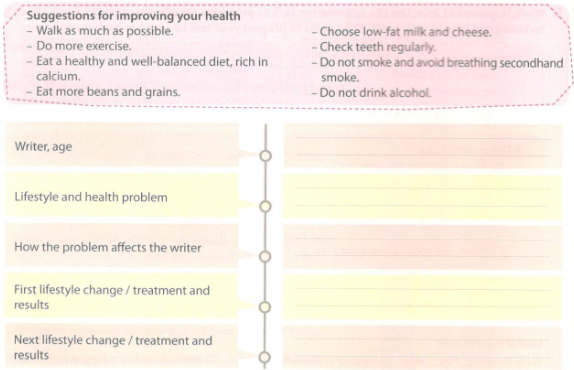 Suggestions for improving your health
– Walk as much as possible.
– Do more exercise.
– Eat a healthy and well-balanced diet, rich in
calcium.
– Eat more beans and grains.
– Choose low-fat milk and cheese.
– Check teeth regularly.
– Do not smoke and avoid breathing secondhand
smoke.
– Do not drink alcohol.
Writer, age
Lifestyle and health problem
How the problem affects the writer
First lifestyle change / treatment and
results
Next lifestyle change / treatment and
results